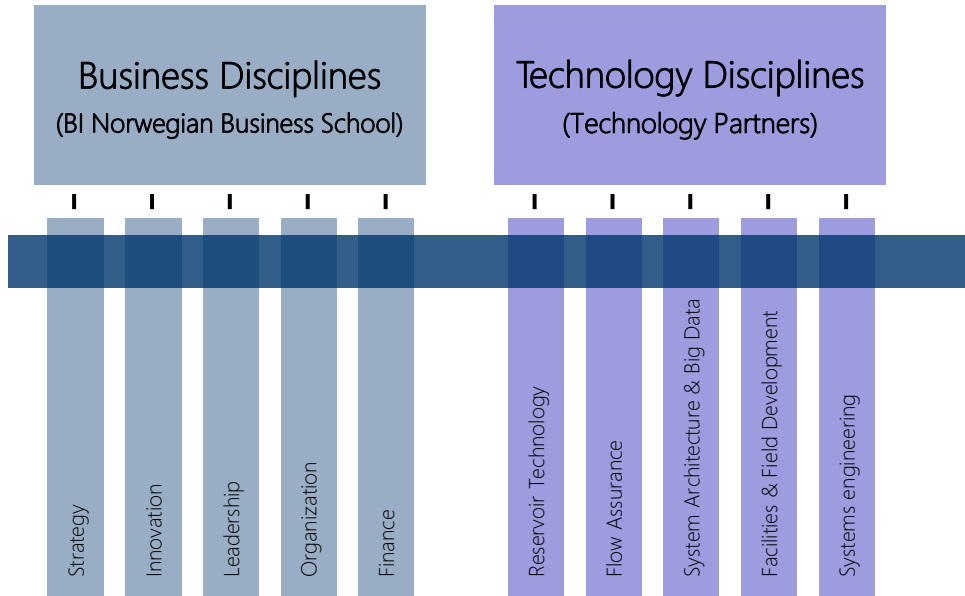 Business Disciplines
(BI Norwegian Business School)
Technology Disciplines
(Technology Partners)
Strategy
Innovation
Leadership
Organization
Finance
Reservoir Technology
Flow Assurance
System Architecture & Big Data
Facilities & Field Development
Systems engineering